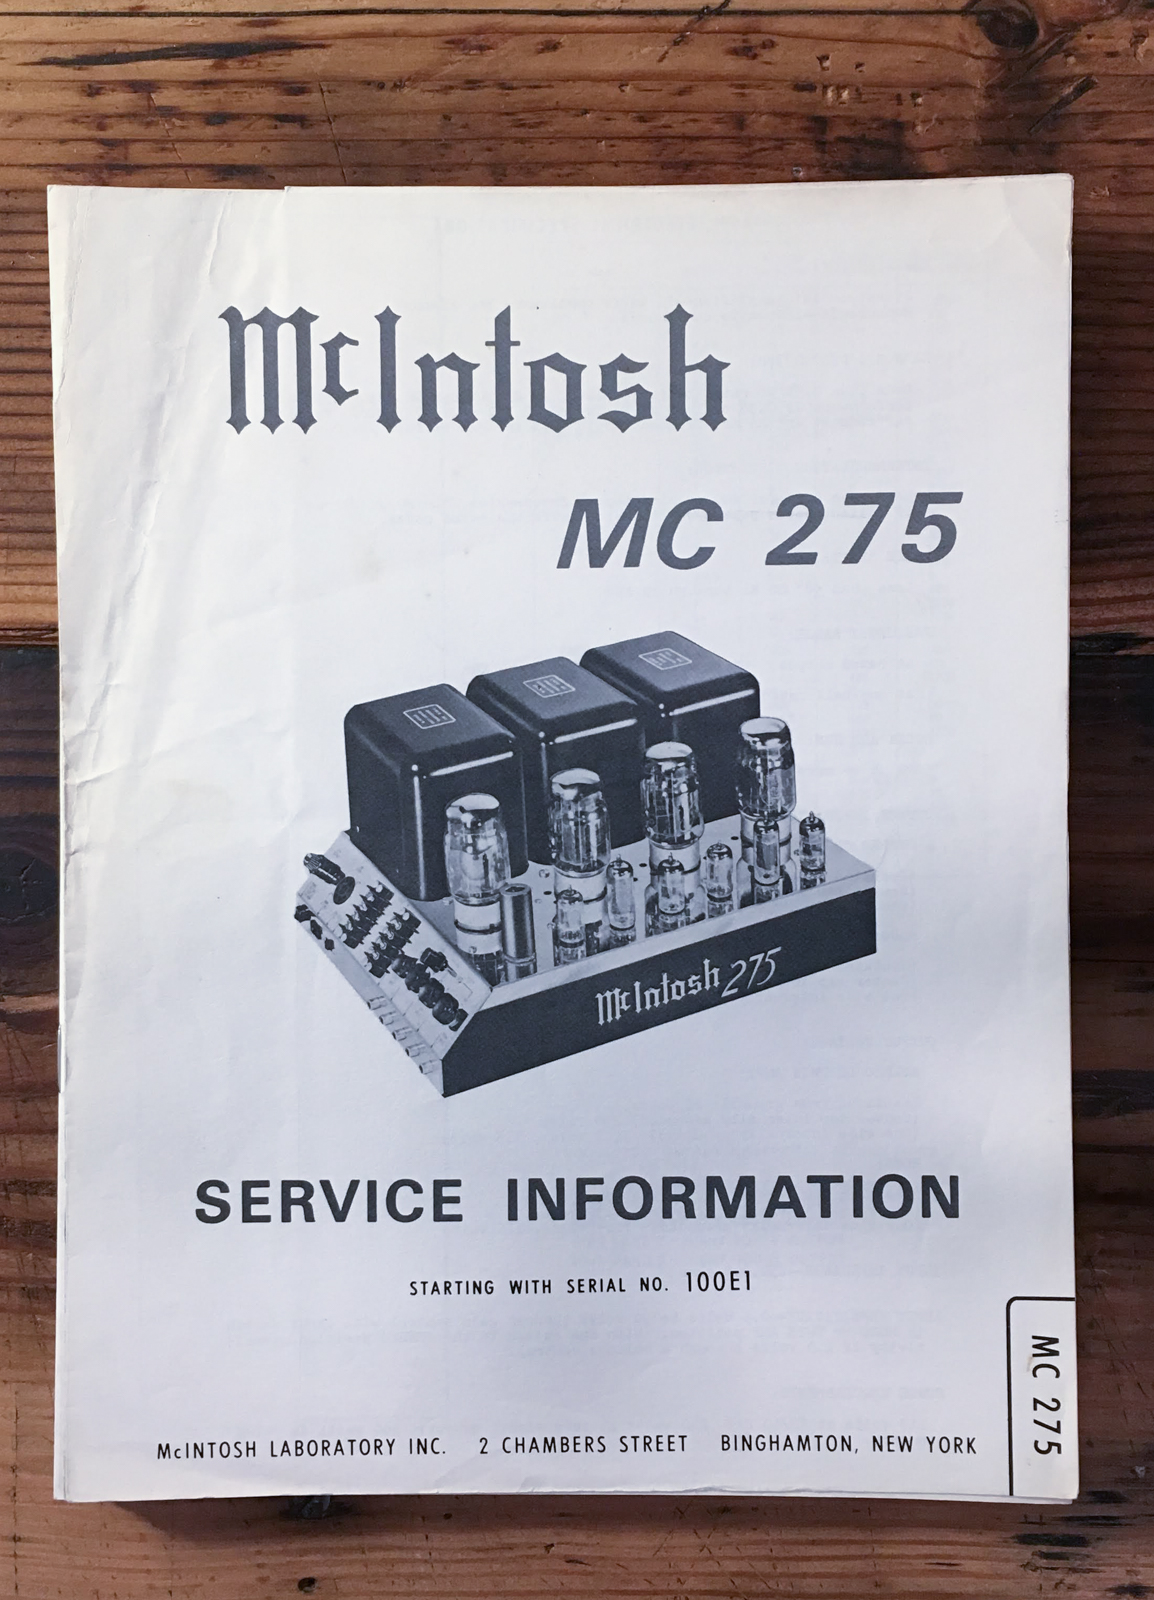 McIntosh
MC 275
McIntosh 275
SERVICE INFORMATION
STARTING WITH SERIAL NO. 100E1
MC 275
McINTOSH LABORATORY INC. 2 CHAMBERS STREET BINGHAMTON, NEW YORK